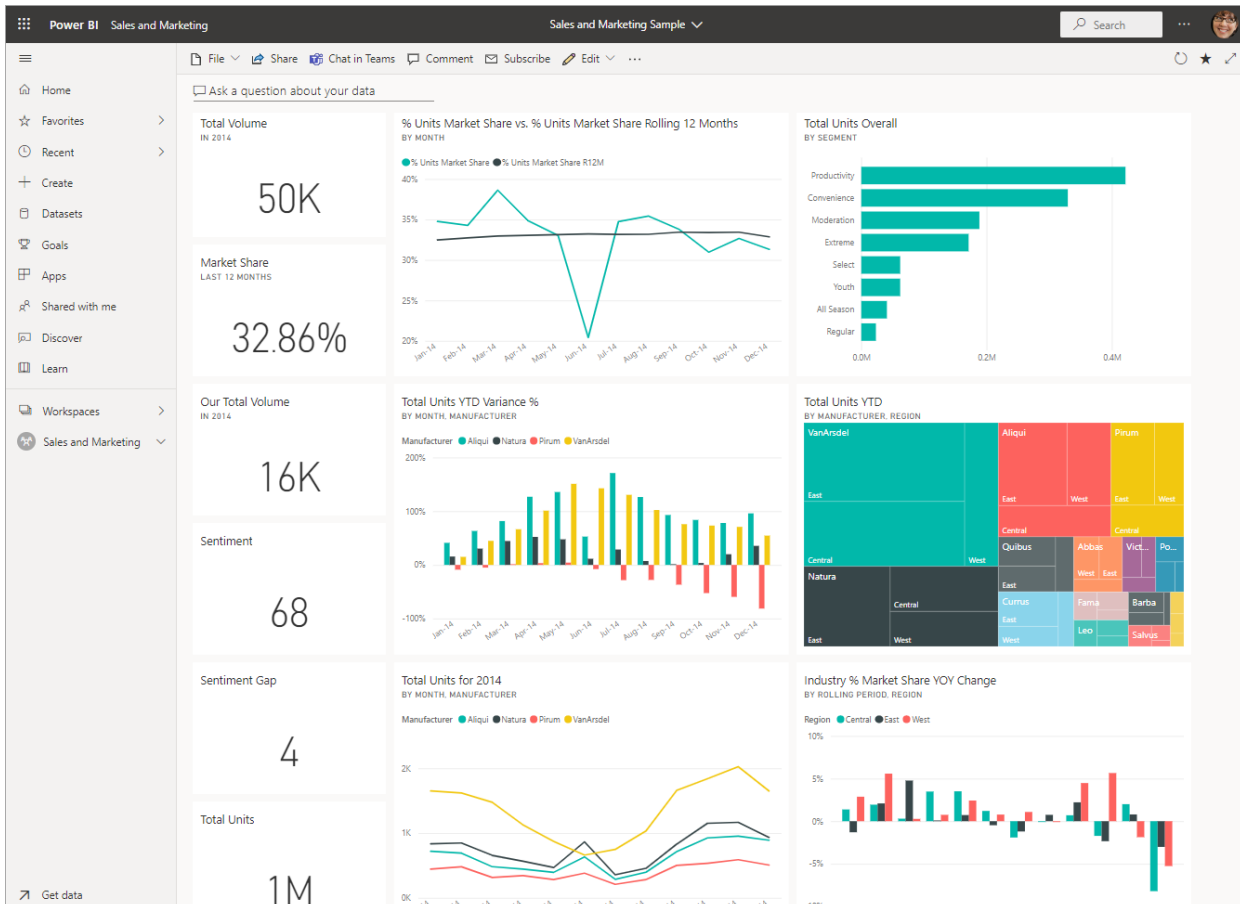 Power BI Sales and Marketing
Sales and Marketing Sample
Search
File Share Chat in Teams Comment Subscribe Edit
Home
Favorites
Recent
Create
Datasets
Goals
Apps
Shared with me
Discover
Learn
Workspaces
Sales and Marketing
Get data
Ask a question about your data
Total Volume
IN 2014
50K
Market Share
LAST 12 MONTHS
32.86%
Our Total Volume
IN 2014
16K
Sentiment
68
Sentiment Gap
4
Total Units
1M
% Units Market Share vs. % Units Market Share Rolling 12 Months
BY MONTH
% Units Market Share % Units Market Share R12M
40%
35%
30%
25%
20%
Jan-14 Feb-14 Mar-14 Apr-14 May-14 Jun-14 Jul-14 Aug-14 Sep-14 Oct-14 Nov-14 Dec-14
Total Units Overall
BY SEGMENT
Productivity
Convenience
Moderation
Extreme
Select
Youth
All Season
Regular
0.0M 0.2M 0.4M
Total Units YTD Variance %
BY MONTH, MANUFACTURER
Manufacturer Aliqui Natura Pirum VanArsdel
200%
100%
0%
-100%
Jan-14 Feb-14 Mar-14 Apr-14 May-14 Jun-14 Jul-14 Aug-14 Sep-14 Oct-14 Nov-14 Dec-14
Total Units YTD
BY MANUFACTURER, REGION
VanArsdel
East
Central
West
Natura
East
Central
West
Aliqui
East
West
Central
Pirum
East
West
Central
Quibus
East
Abbas
West East
Vict...
Po...
Currus
East
West
Fama
Leo
Barba
Salvus
Total Units for 2014
BY MONTH, MANUFACTURER
Manufacturer Aliqui Natura Pirum VanArsdel
2K
1K
0K
Industry % Market Share YOY Change
BY ROLLING PERIOD, REGION
Region Central East West
10%
5%
0%
-5%